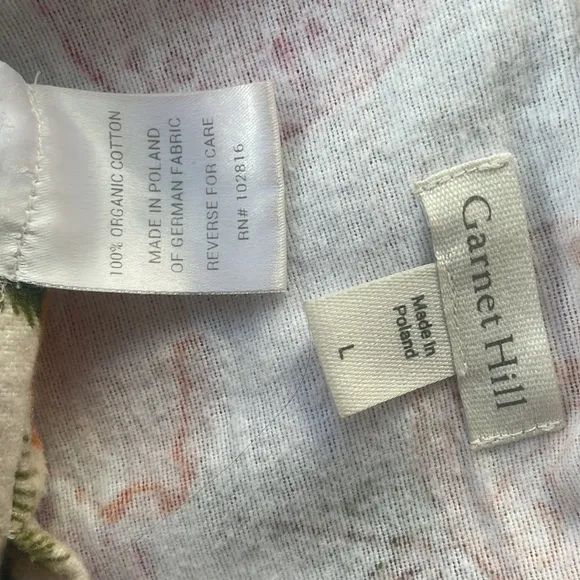 100% ORGANIC COTTON
MADE IN POLAND
OF GERMAN FABRIC
REVERSE FOR CARE
RN# 102816
Garnet Hill
Made in
Poland
L